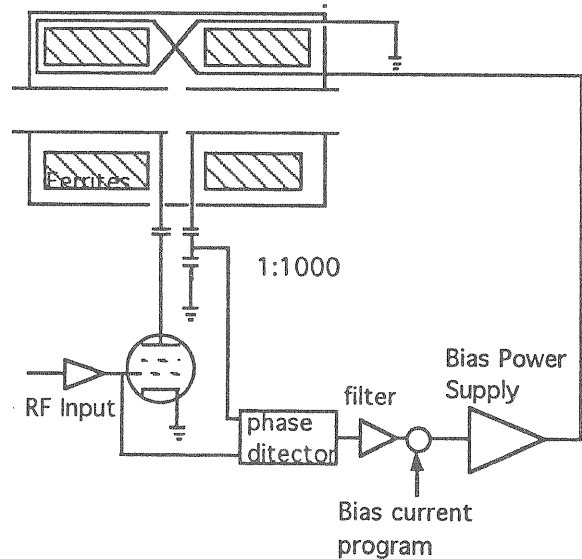 Ferrites
1:1000
RF Input
Bias Power
Supply
filter
phase
ditector
Bias current
program